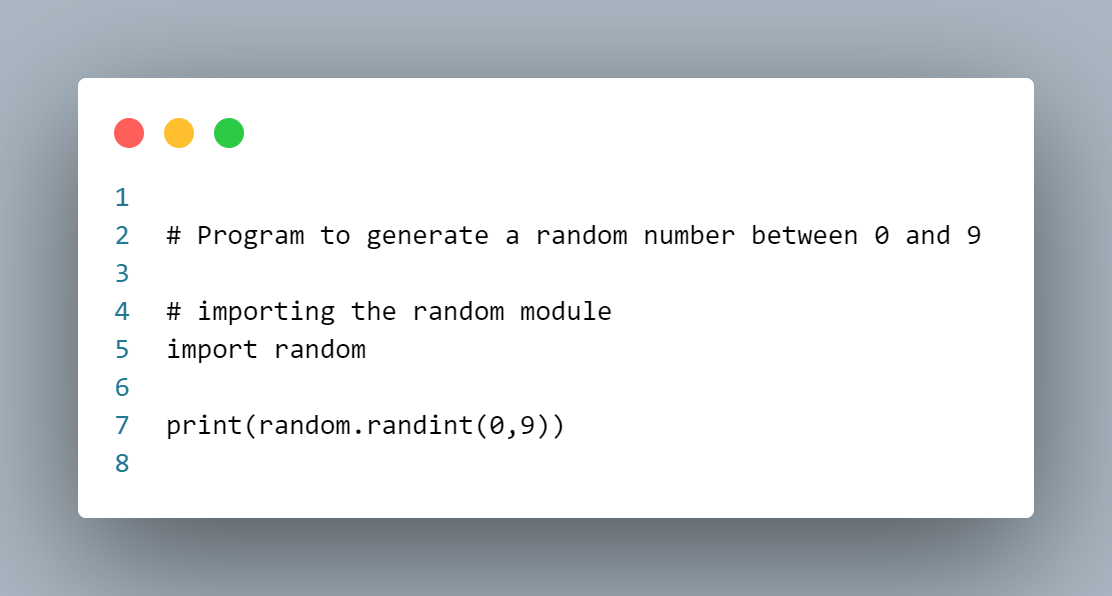 1
2 # Program to generate a random number between 0 and 9
3
4 # importing the random module
5 import random
6
7 print(random.randint(0,9))
8